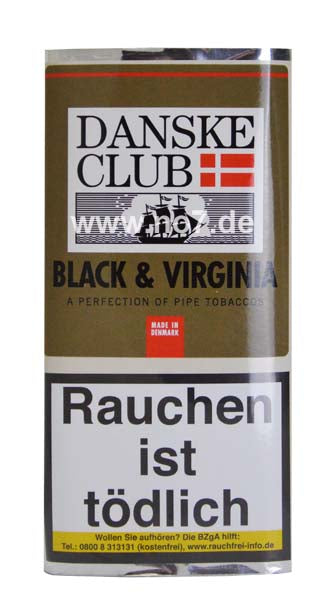 DANSKE
CLUB
www.no7.de
BLACK & VIRGINIA
A PERFECTION OF PIPE TOBACCOS
MADE IN
DENMARK
Rauchen
ist
tödlich
Wollen Sie aufhören? Die BZgA hilft:
Tel.: 0800 8 313131 (kostenfrei), www.rauchfrei-info.de